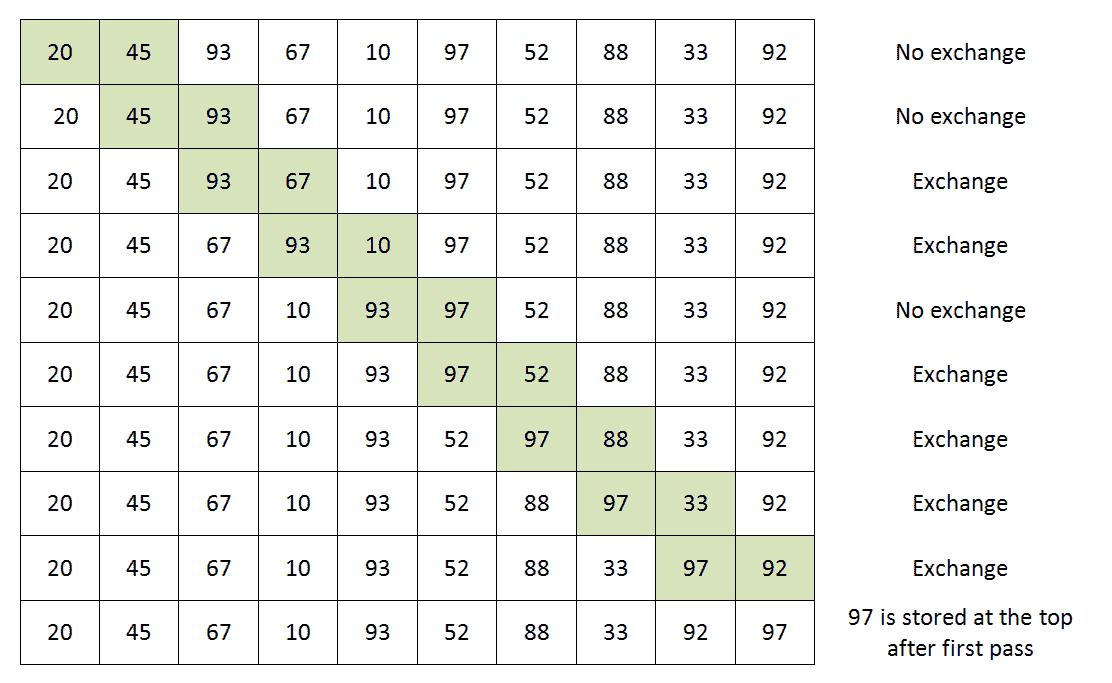 20 45 93 67 10 97 52 88 33 92 No exchange
20 45 93 67 10 97 52 88 33 92 No exchange
20 45 93 67 10 97 52 88 33 92 Exchange
20 45 67 93 10 97 52 88 33 92 Exchange
20 45 67 10 93 97 52 88 33 92 No exchange
20 45 67 10 93 97 52 88 33 92 Exchange
20 45 67 10 93 52 97 88 33 92 Exchange
20 45 67 10 93 52 88 97 33 92 Exchange
20 45 67 10 93 52 88 33 97 92 Exchange
20 45 67 10 93 52 88 33 92 97 97 is stored at the top
after first pass